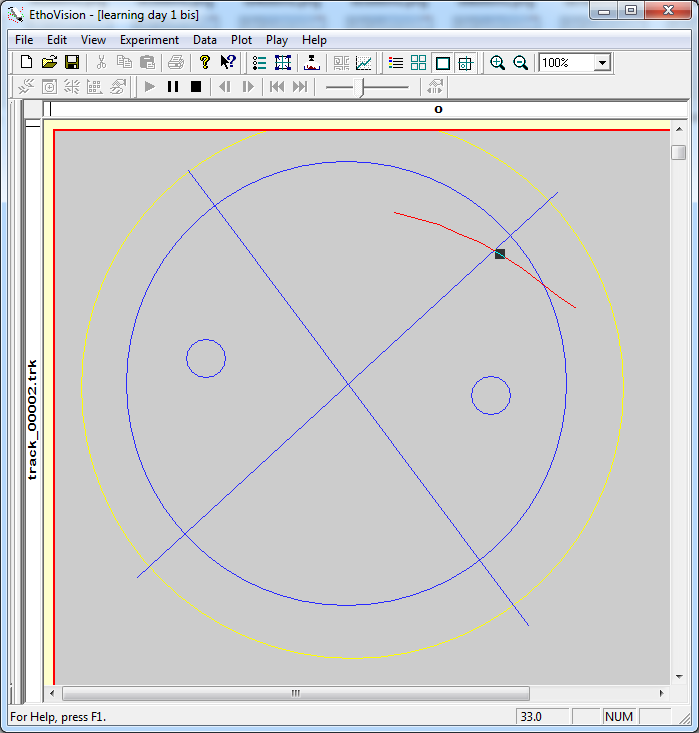 EthoVision - [learning day 1 bis]
File Edit View Experiment Data Plot Play Help
100%
O
track_00002.trk
For Help, press F1.
33.0
NUM